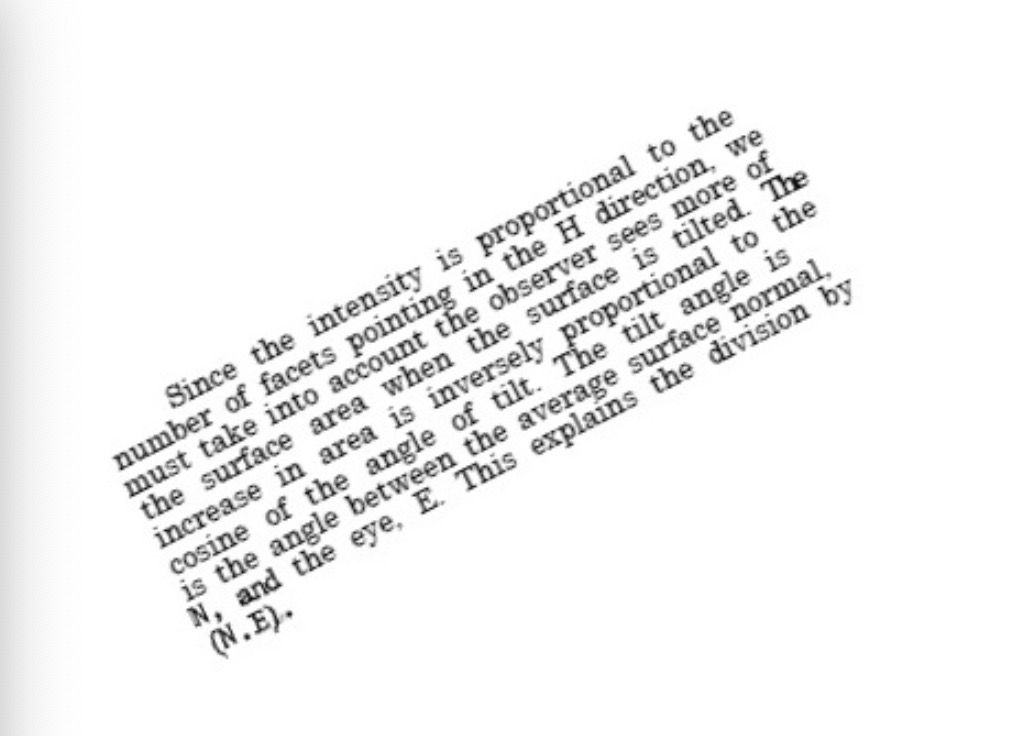 Since the intensity is proportional to the
number of facets pointing in the H direction, we
must take into account the observer sees more of
the surface area when the surface is tilted. The
increase in area is inversely proportional to the
cosine of the angle of tilt. The tilt angle is
is the angle between the average surface normal,
N, and the eye, E. This explains the division by
(N.E).